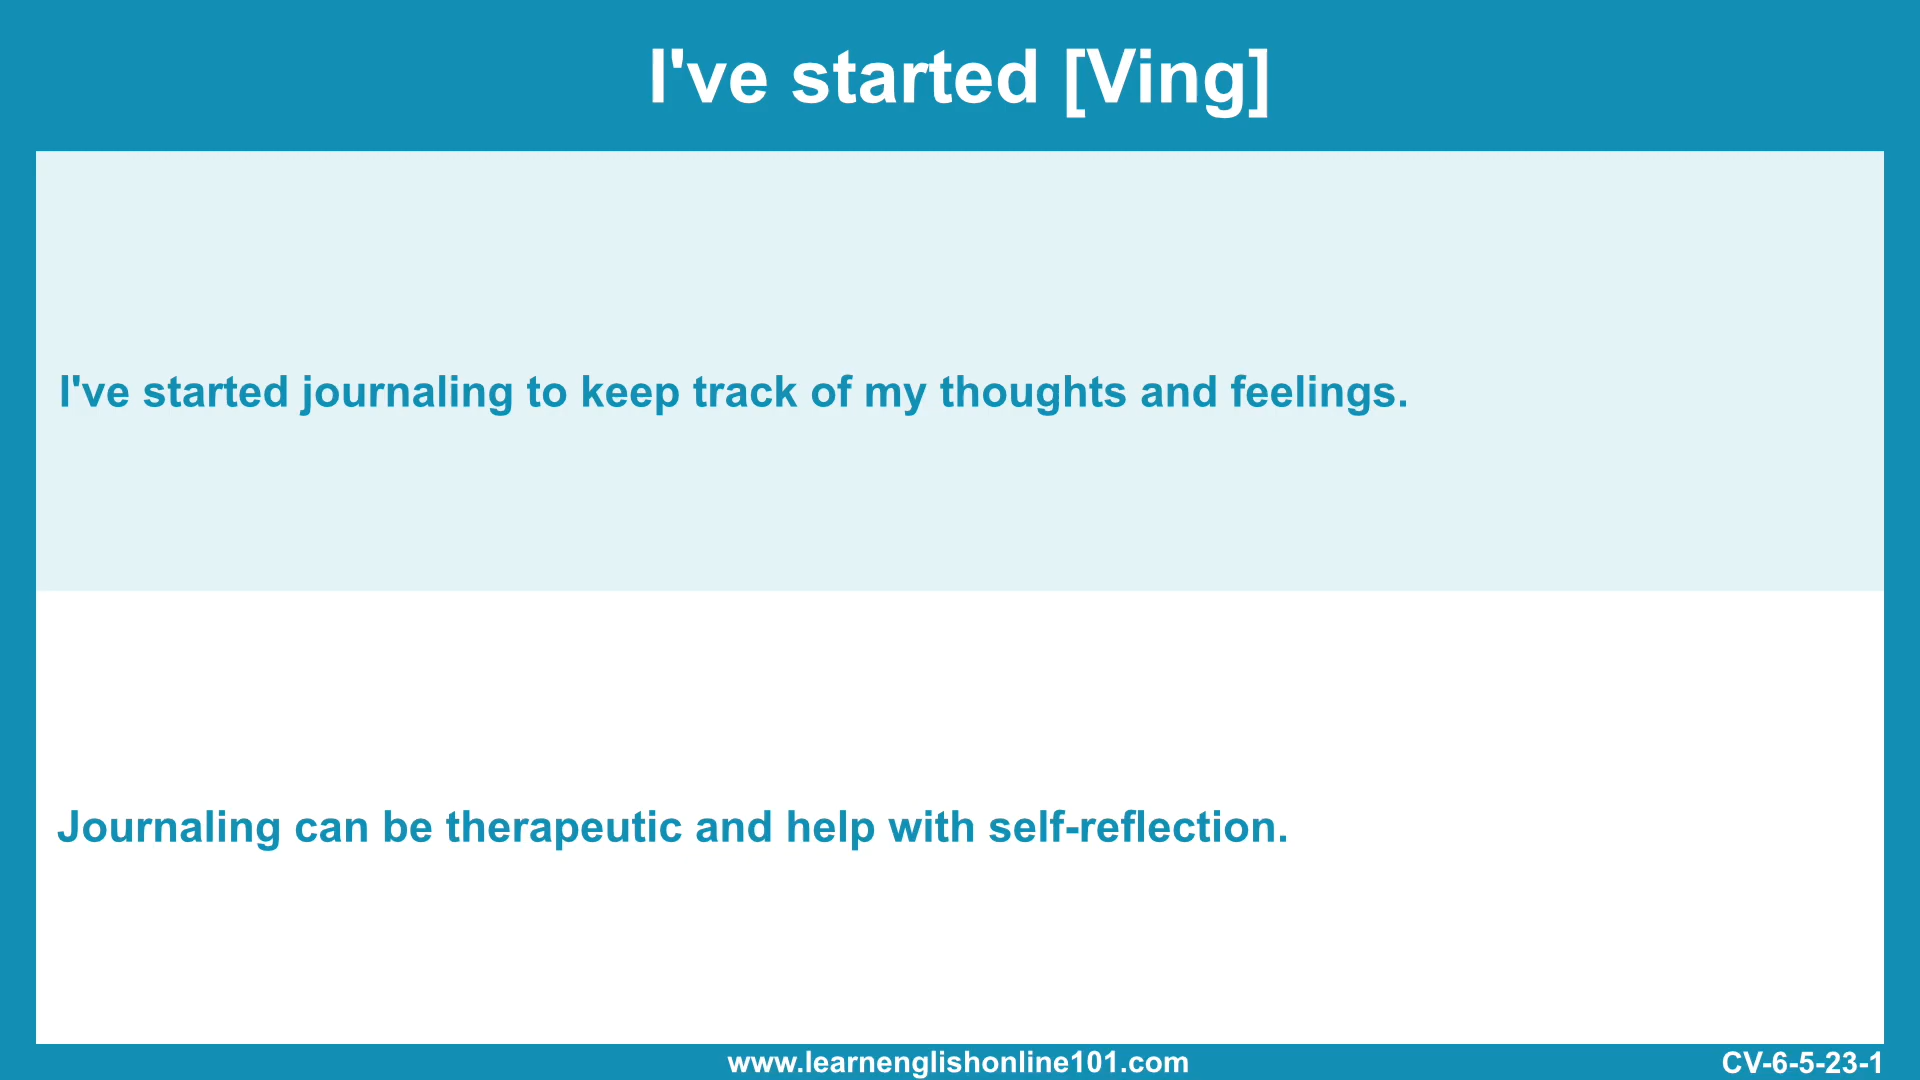 I've started [Ving]
I've started journaling to keep track of my thoughts and feelings.
Journaling can be therapeutic and help with self-reflection.
www.learnenglishonline101.com
CV-6-5-23-1